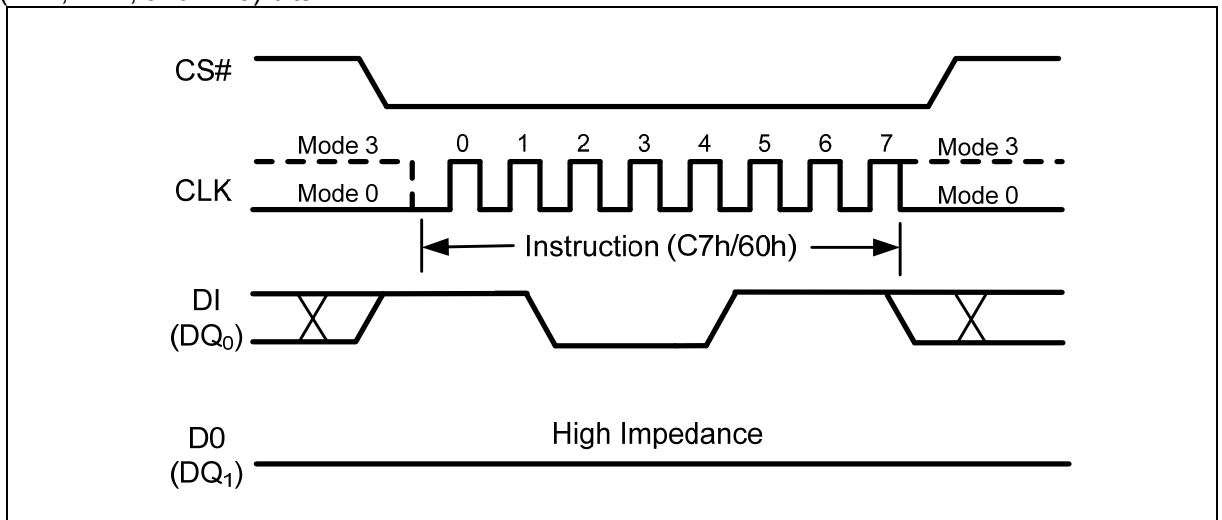 CS#
Mode 3 0 1 2 3 4 5 6 7 Mode 3
CLK Mode 0 Mode 0
Instruction (C7h/60h)
DI
(DQ0)
High Impedance
D0
(DQ1)